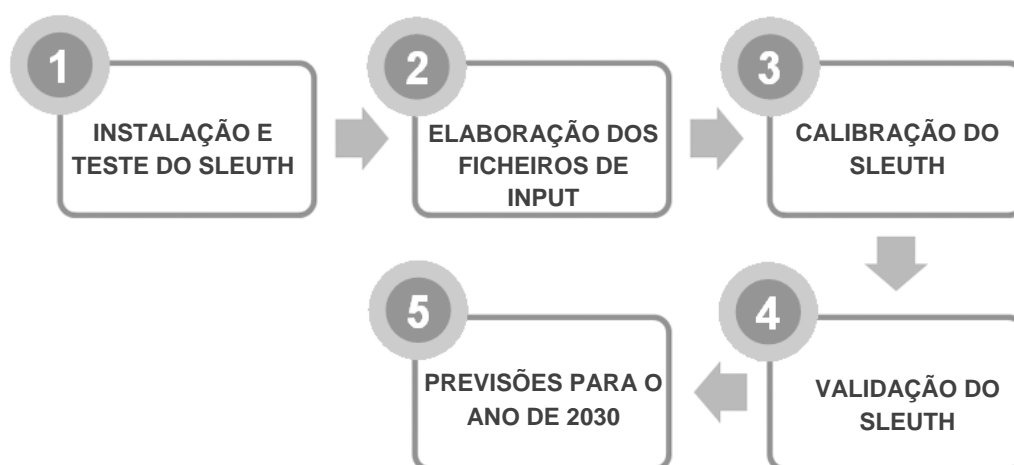 1
INSTALAÇÃO E
TESTE DO SLEUTH
2
ELABORAÇÃO DOS
FICHEIROS DE
INPUT
3
CALIBRAÇÃO DO
SLEUTH
4
VALIDAÇÃO DO
SLEUTH
5
PREVISÕES PARA O
ANO DE 2030